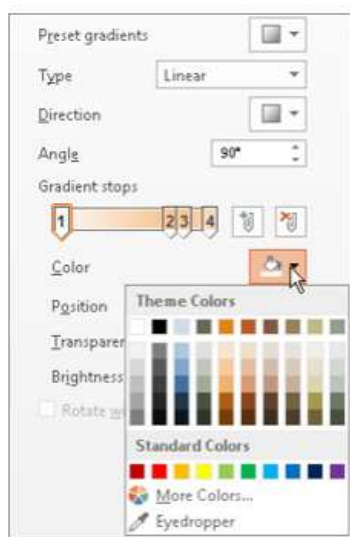 Preset gradients
Type Linear
Direction
Angle 90°
Gradient stops
1 2 3 4
Color
Position
Theme Colors
Transparen
Brightness
Rotate w
Standard Colors
More Colors...
Eyedropper